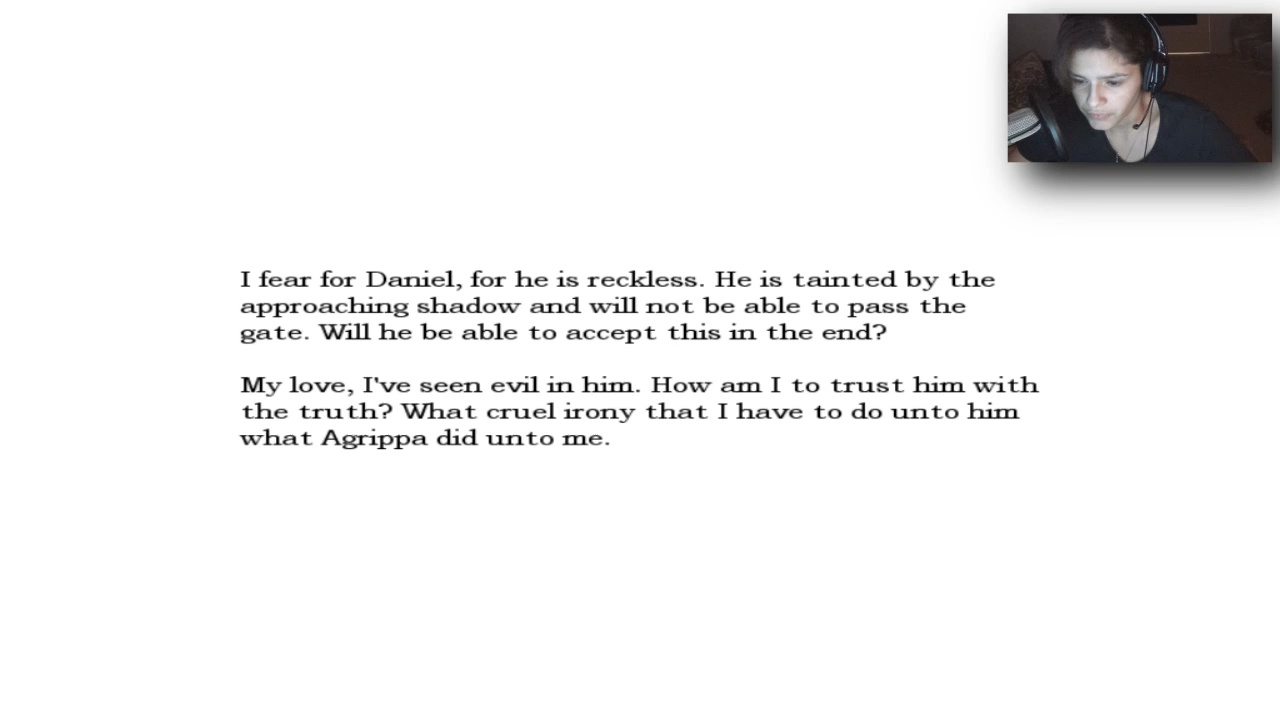 I fear for Daniel, for he is reckless. He is tainted by the
approaching shadow and will not be able to pass the
gate. Will he be able to accept this in the end?
My love, I've seen evil in him. How am I to trust him with
the truth? What cruel irony that I have to do unto him
what Agrippa did unto me.